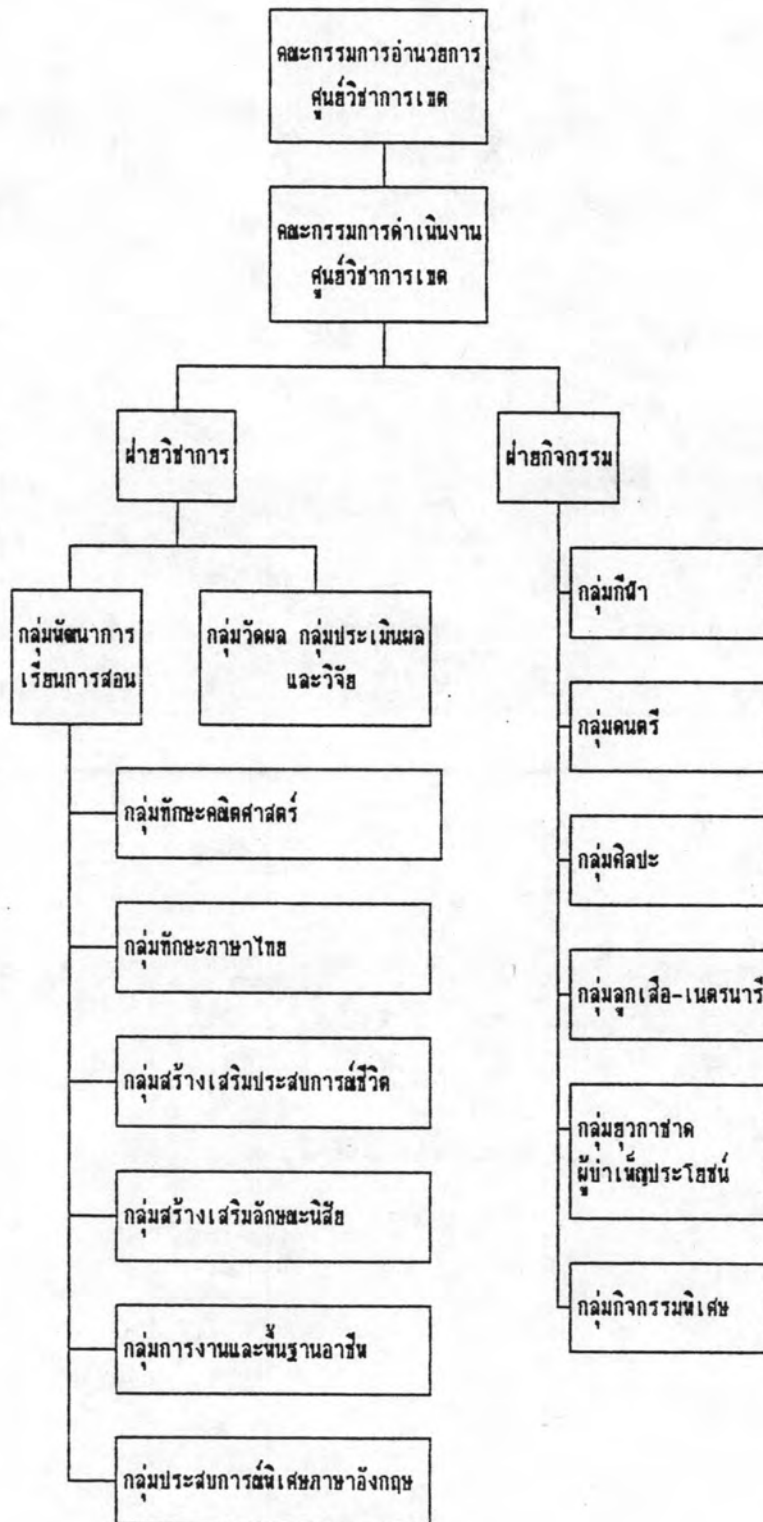 คณะกรรมการอำนวยการ
ศูนย์วิชาการเขต
คณะกรรมการดำเนินงาน
ศูนย์วิชาการเขต
ฝ่ายวิชาการ
ฝ่ายกิจกรรม
กลุ่มพัฒนาการ
เรียนการสอน
กลุ่มวัดผล กลุ่มประเมินผล
และวิจัย
กลุ่มทักษะคณิตศาสตร์
กลุ่มทักษะภาษาไทย
กลุ่มสร้างเสริมประสบการณ์ชีวิต
กลุ่มสร้างเสริมลักษณะนิสัย
กลุ่มการงานและพื้นฐานอาชีพ
กลุ่มประสบการณ์พิเศษภาษาอังกฤษ
กลุ่มกีฬา
กลุ่มดนตรี
กลุ่มศิลปะ
กลุ่มลูกเสือ-เนตรนารี
กลุ่มยุวกาชาด
ผู้บำเพ็ญประโยชน์
กลุ่มกิจกรรมพิเศษ